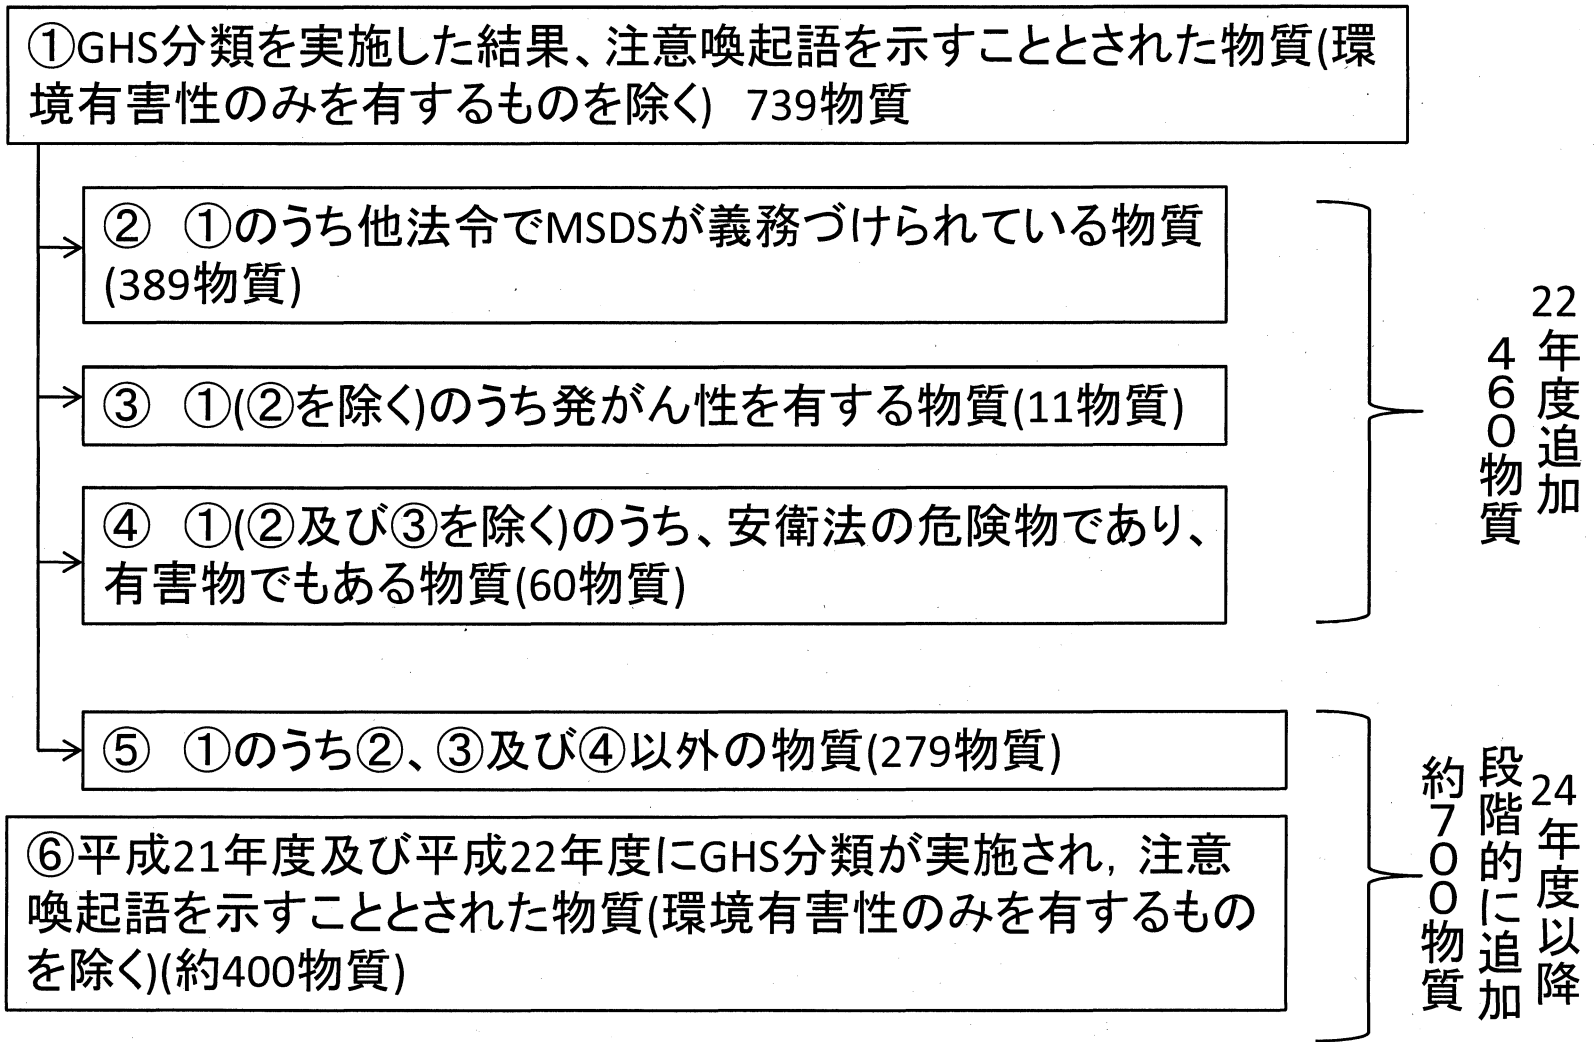 ①GHS分類を実施した結果、注意喚起語を示すこととされた物質(環
境有害性のみを有するものを除く) 739物質
② ①のうち他法令でMSDSが義務づけられている物質
(389物質)
③ ①(②を除く)のうち発がん性を有する物質(11物質)
④ ①(②及び③を除く)のうち、安衛法の危険物であり、
有害物でもある物質(60物質)
22年度追加
４６０物質
⑤ ①のうち②、③及び④以外の物質(279物質)
⑥平成21年度及び平成22年度にGHS分類が実施され，注意
喚起語を示すこととされた物質(環境有害性のみを有するもの
を除く)(約400物質)
24年度以降
段階的に追加
約７００物質